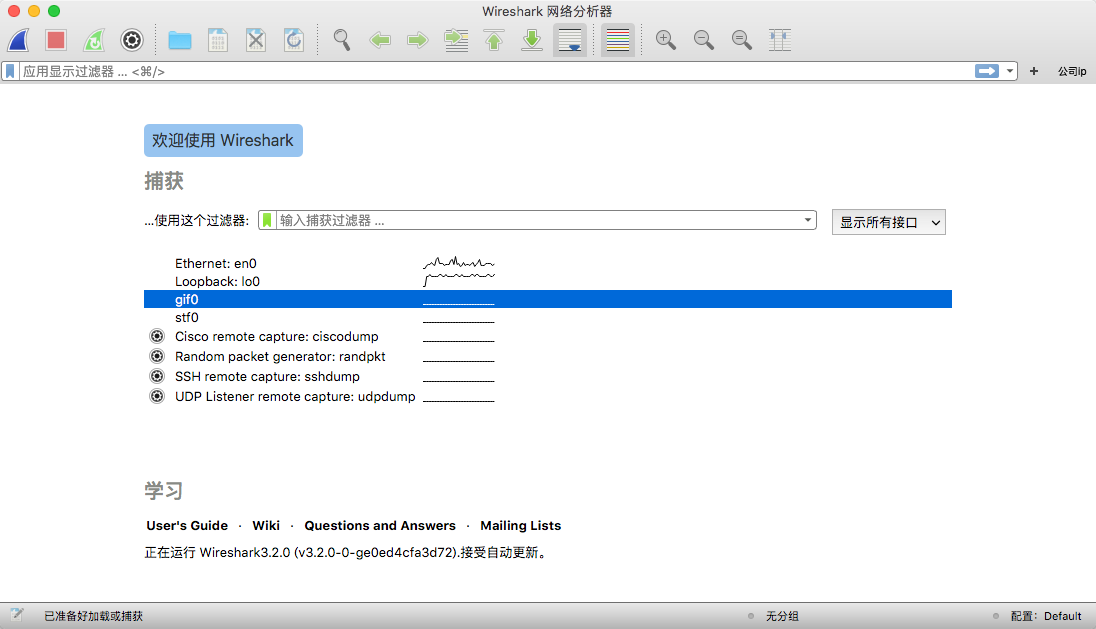 Wireshark 网络分析器
应用显示过滤器 … <⌘/>
+
公司ip
欢迎使用 Wireshark
捕获
…使用这个过滤器:
输入捕获过滤器 …
显示所有接口
Ethernet: en0
Loopback: lo0
gif0
stf0
Cisco remote capture: ciscodump
Random packet generator: randpkt
SSH remote capture: sshdump
UDP Listener remote capture: udpdump
学习
User's Guide · Wiki · Questions and Answers · Mailing Lists
正在运行 Wireshark3.2.0 (v3.2.0-0-ge0ed4cfa3d72).接受自动更新。
已准备好加载或捕获
无分组
配置：Default